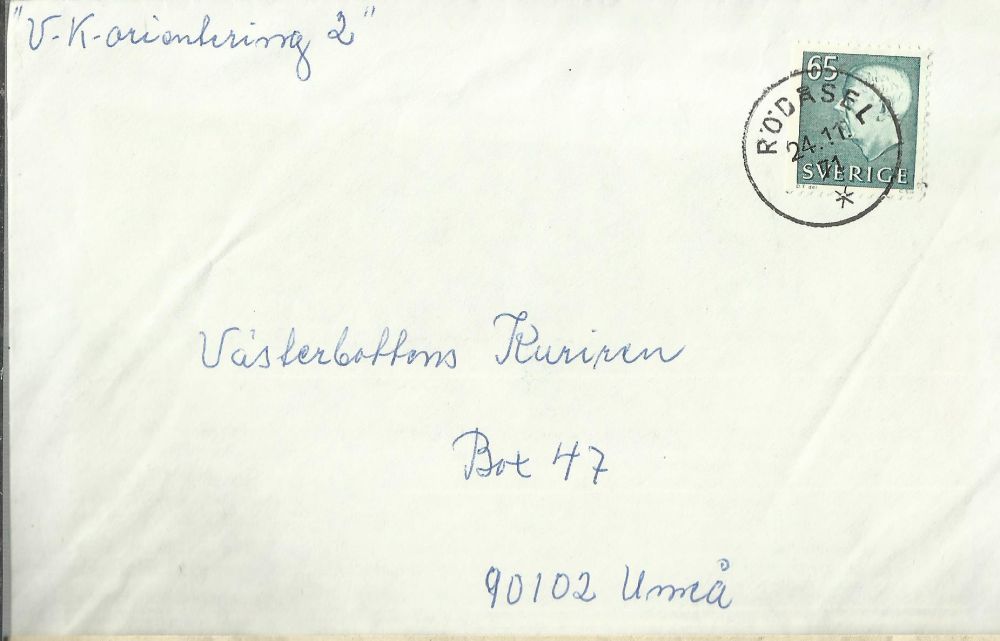 "V-K-orientering 2"
65
RÖDÅSEL
24.11.
71
*
SVERIGE
Västerbottens Kuriren
Box 47
90102 Umeå